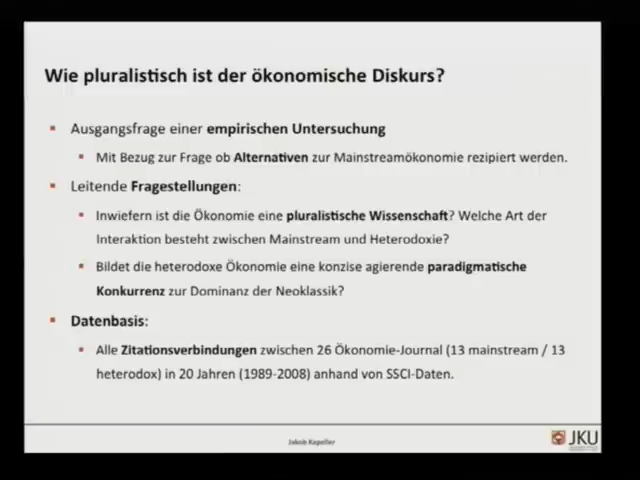 Wie pluralistisch ist der ökonomische Diskurs?
Ausgangsfrage einer empirischen Untersuchung
Mit Bezug zur Frage ob Alternativen zur Mainstreamökonomie rezipiert werden.
Leitende Fragestellungen:
Inwiefern ist die Ökonomie eine pluralistische Wissenschaft? Welche Art der
Interaktion besteht zwischen Mainstream und Heterodoxie?
Bildet die heterodoxe Ökonomie eine konzise agierende paradigmatische
Konkurrenz zur Dominanz der Neoklassik?
Datenbasis:
Alle Zitationsverbindungen zwischen 26 Ökonomie-Journal (13 mainstream / 13
heterodox) in 20 Jahren (1989-2008) anhand von SSCI-Daten.
Jakob Kapeller
JKU